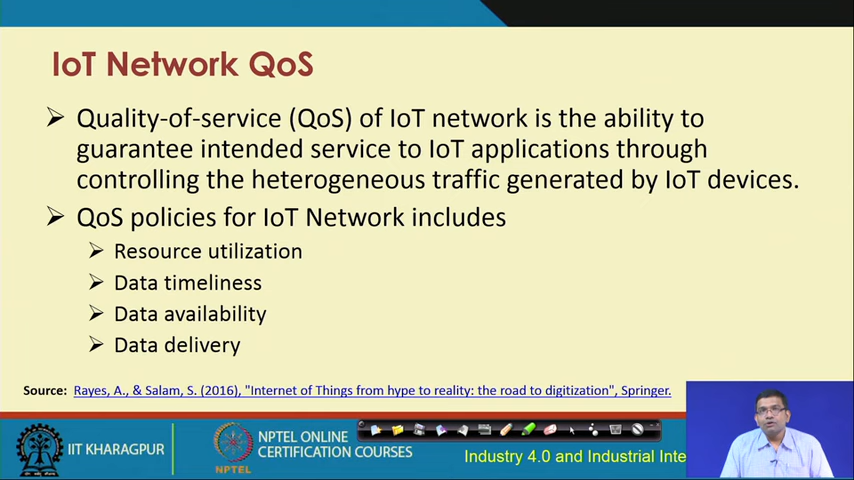 IoT Network QoS
➢ Quality-of-service (QoS) of IoT network is the ability to
guarantee intended service to IoT applications through
controlling the heterogeneous traffic generated by IoT devices.
➢ QoS policies for IoT Network includes
➢ Resource utilization
➢ Data timeliness
➢ Data availability
➢ Data delivery
Source: Rayes, A., & Salam, S. (2016), "Internet of Things from hype to reality: the road to digitization", Springer.
IIT KHARAGPUR
NPTEL
NPTEL ONLINE
CERTIFICATION COURSES
Industry 4.0 and Industrial Inte